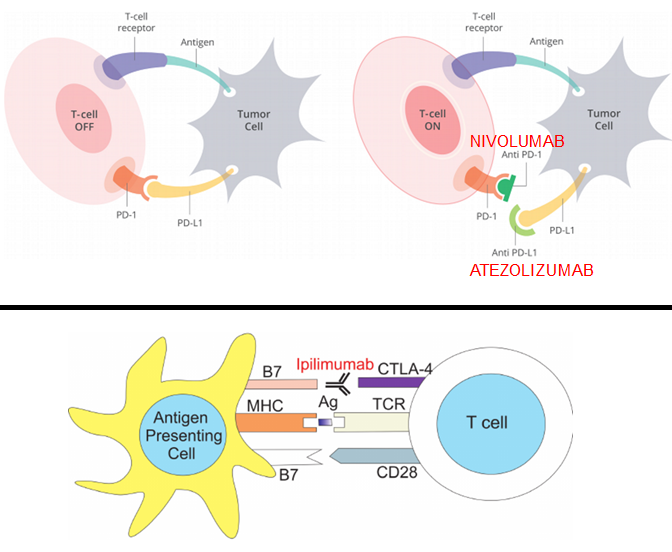 T-cell
receptor
Antigen
T-cell
OFF
Tumor
Cell
PD-1
PD-L1
T-cell
receptor
Antigen
T-cell
ON
Tumor
Cell
NIVOLUMAB
Anti PD-1
PD-1
PD-L1
Anti PD-L1
ATEZOLIZUMAB
B7
Ipilimumab
CTLA-4
MHC
Ag
TCR
Antigen
Presenting
Cell
T cell
B7
CD28